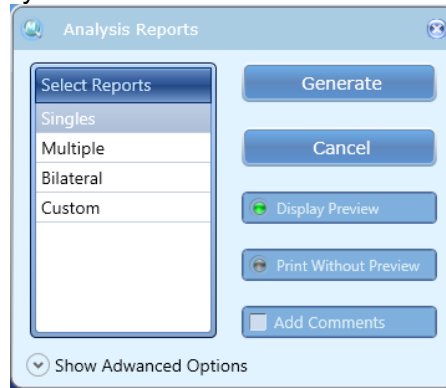 Analysis Reports
Select Reports
Singles
Multiple
Bilateral
Custom
Generate
Cancel
Display Preview
Print Without Preview
Add Comments
Show Adwanced Options